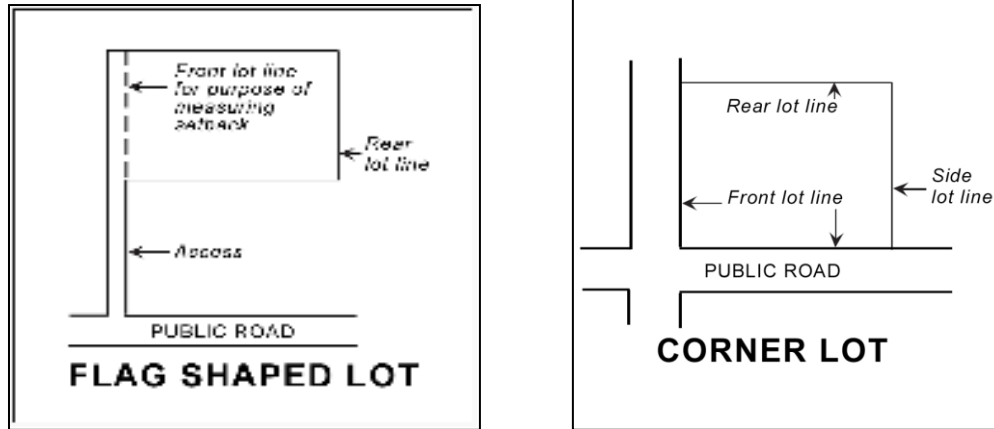 Front lot line
for purpose of
measuring
setback
Rear
lot line
Access
PUBLIC ROAD
FLAG SHAPED LOT
Rear lot line
Side
lot line
Front lot line
PUBLIC ROAD
CORNER LOT